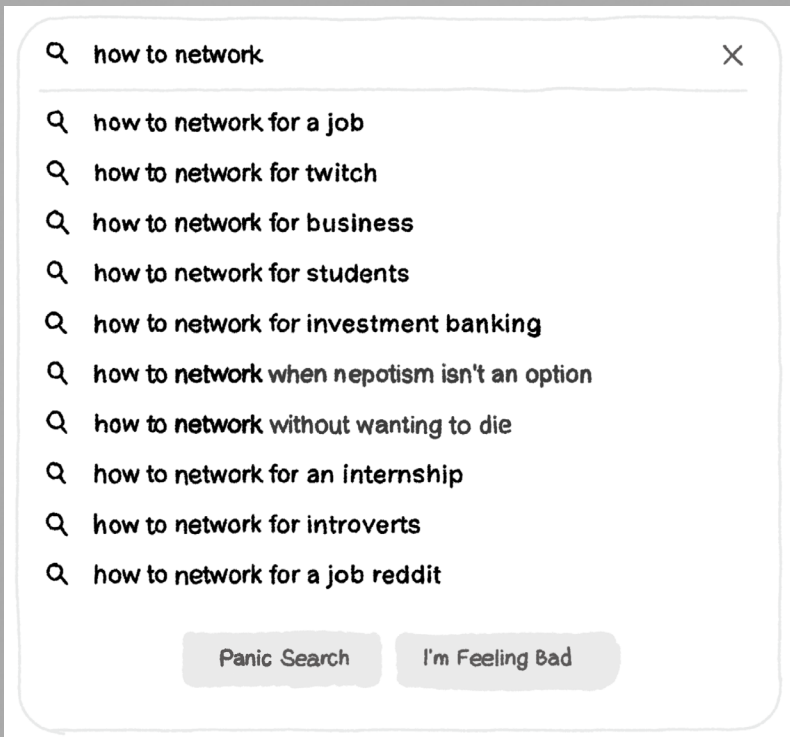 how to network
how to network for a job
how to network for twitch
how to network for business
how to network for students
how to network for investment banking
how to network when nepotism isn't an option
how to network without wanting to die
how to network for an internship
how to network for introverts
how to network for a job reddit
Panic Search I'm Feeling Bad